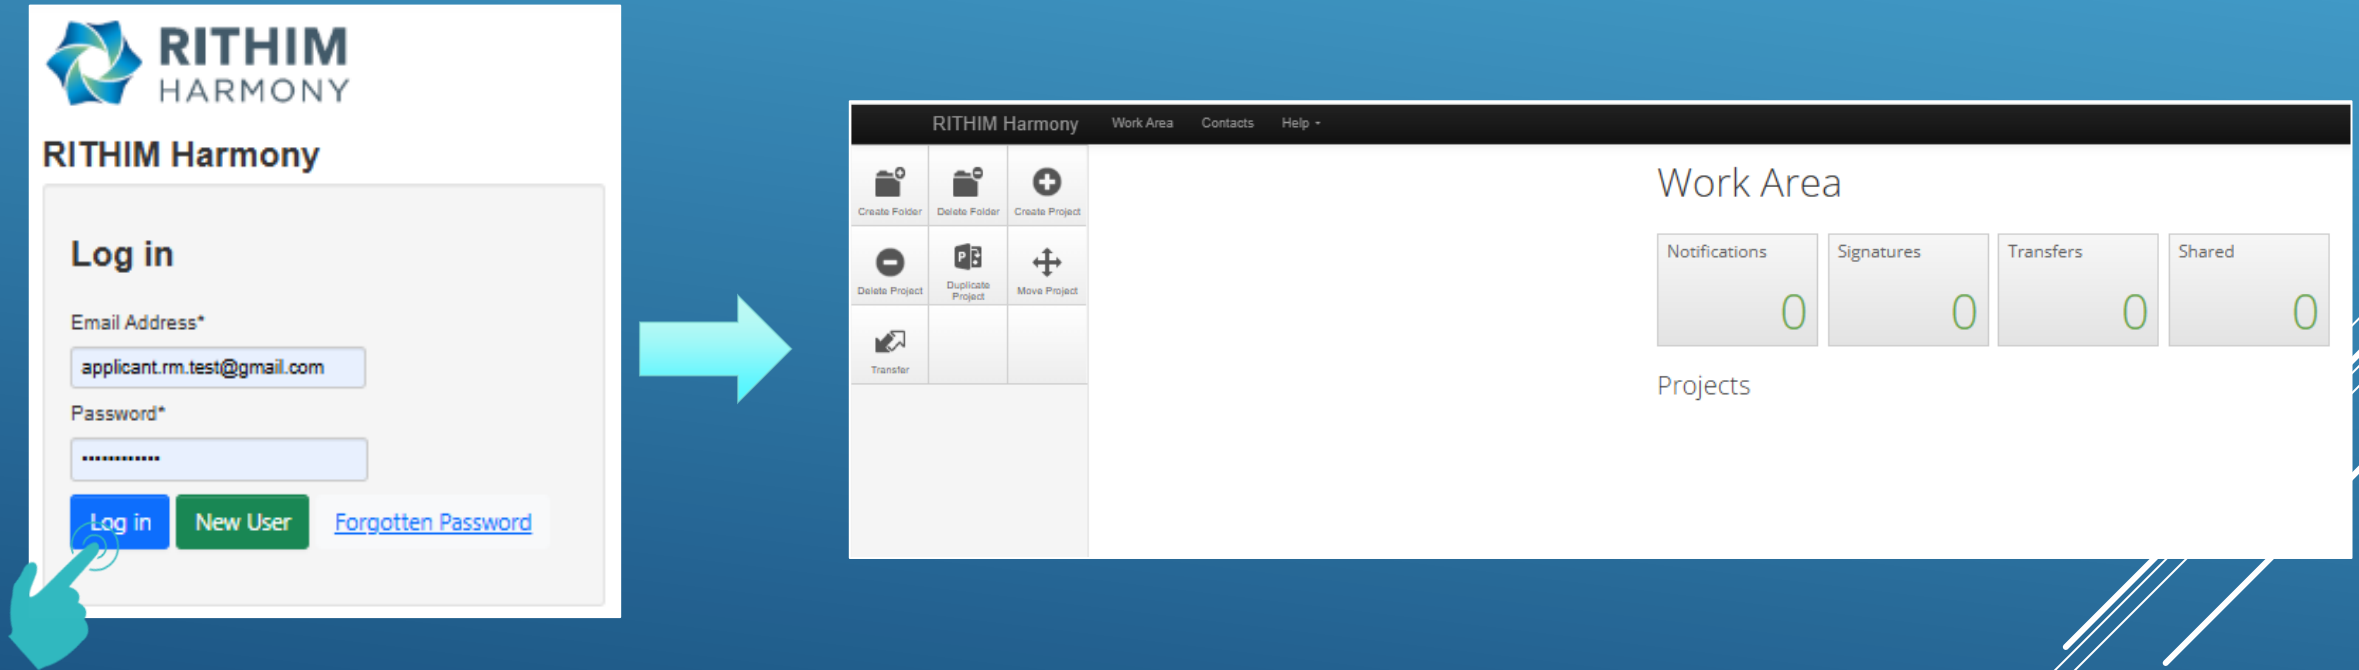 RITHIM
HARMONY
RITHIM Harmony
Log in
Email Address*
applicant.rm.test@gmail.com
Password*
••••••••••••
Log in New User Forgotten Password
RITHIM Harmony Work Area Contacts Help
Create Folder Delete Folder Create Project
Delete Project Duplicate Project Move Project
Transfer
Work Area
Notifications Signatures Transfers Shared
0 0 0 0
Projects